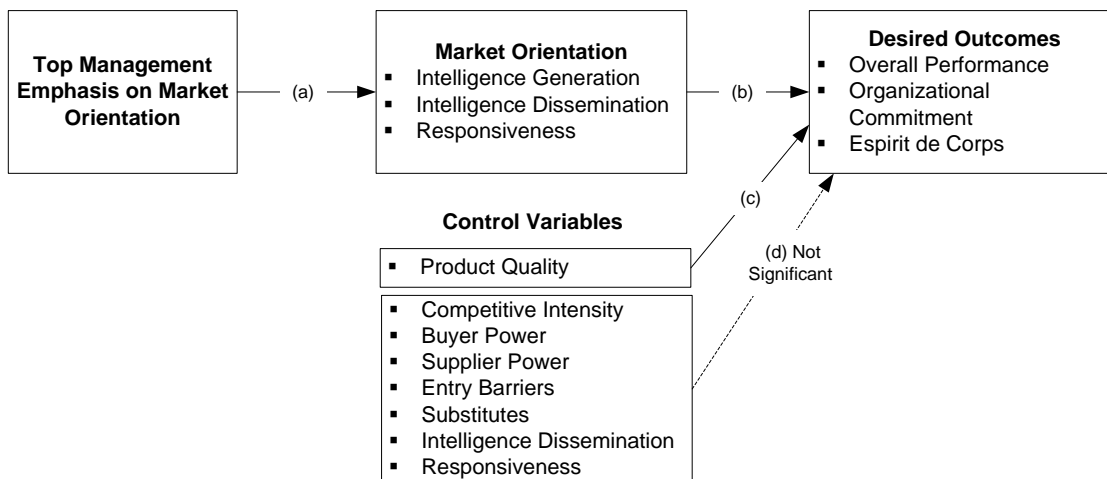 Top Management
Emphasis on Market
Orientation
(a)
Market Orientation
▪ Intelligence Generation
▪ Intelligence Dissemination
▪ Responsiveness
(b)
Desired Outcomes
▪ Overall Performance
▪ Organizational
Commitment
▪ Espirit de Corps
(c)
(d) Not
Significant
Control Variables
▪ Product Quality
▪ Competitive Intensity
▪ Buyer Power
▪ Supplier Power
▪ Entry Barriers
▪ Substitutes
▪ Intelligence Dissemination
▪ Responsiveness